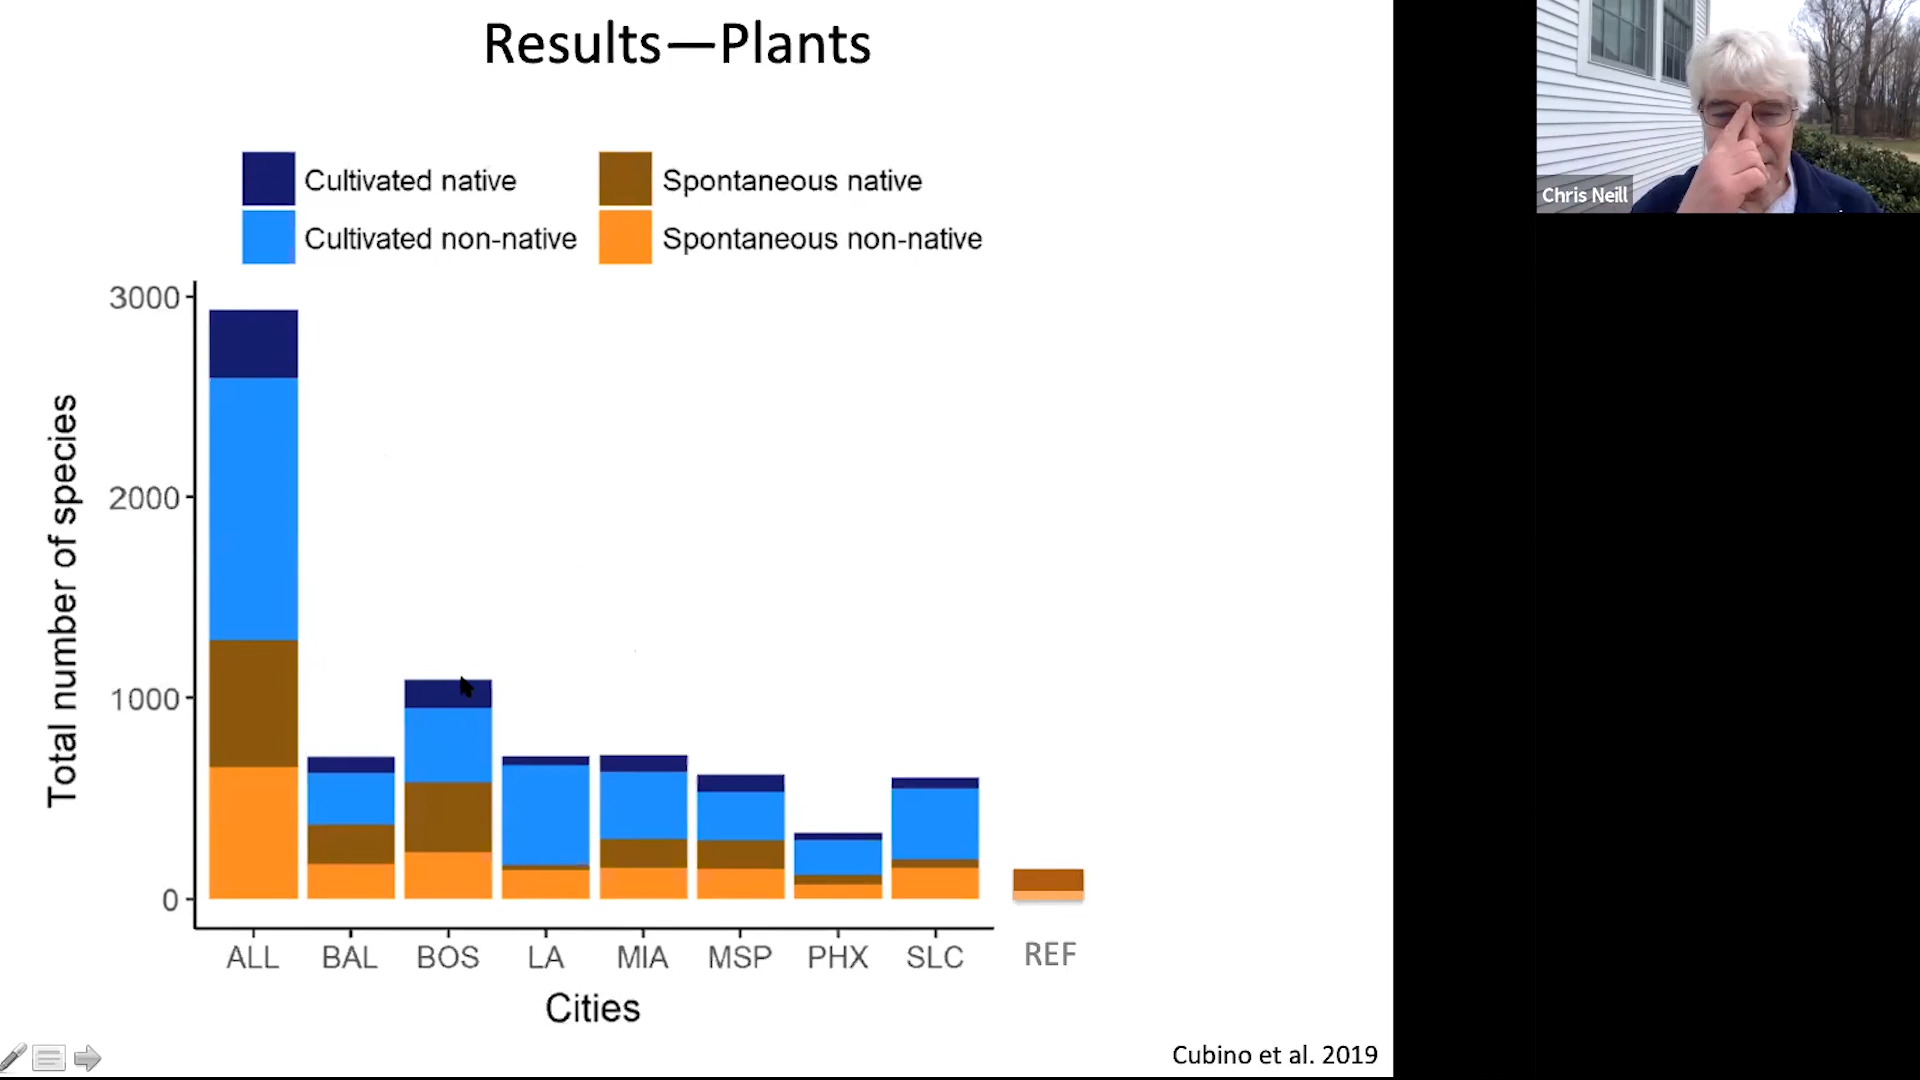 Results—Plants
Cultivated native
Spontaneous native
Cultivated non-native
Spontaneous non-native
3000
2000
1000
0
Total number of species
ALL BAL BOS LA MIA MSP PHX SLC REF
Cities
Cubino et al. 2019
Chris Neill